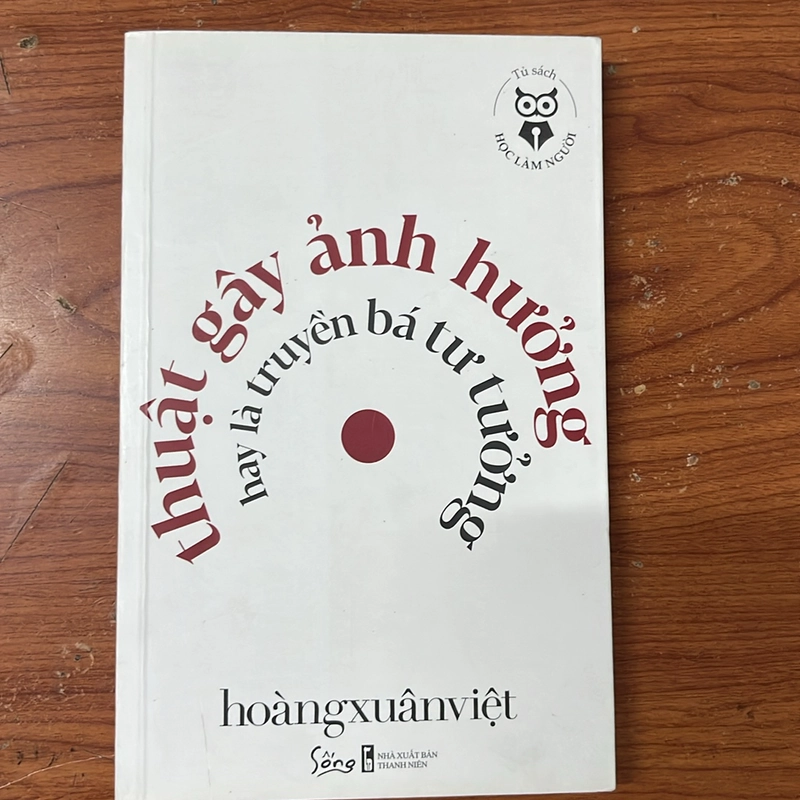 Tủ sách
HỌC LÀM NGƯỜI
thuật gây ảnh hưởng
hay là truyền bá tư tưởng
hoàngxuânviệt
Sống
NHÀ XUẤT BẢN
THANH NIÊN